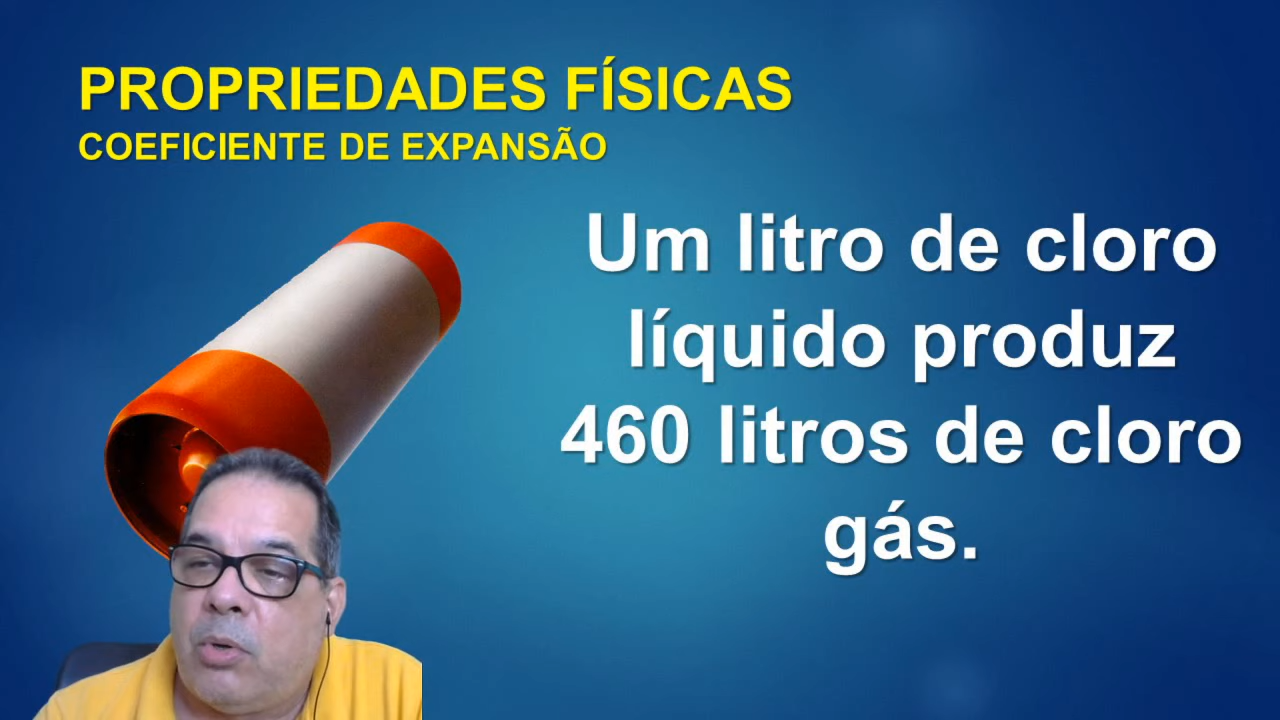 PROPRIEDADES FÍSICAS
COEFICIENTE DE EXPANSÃO
Um litro de cloro
líquido produz
460 litros de cloro
gás.